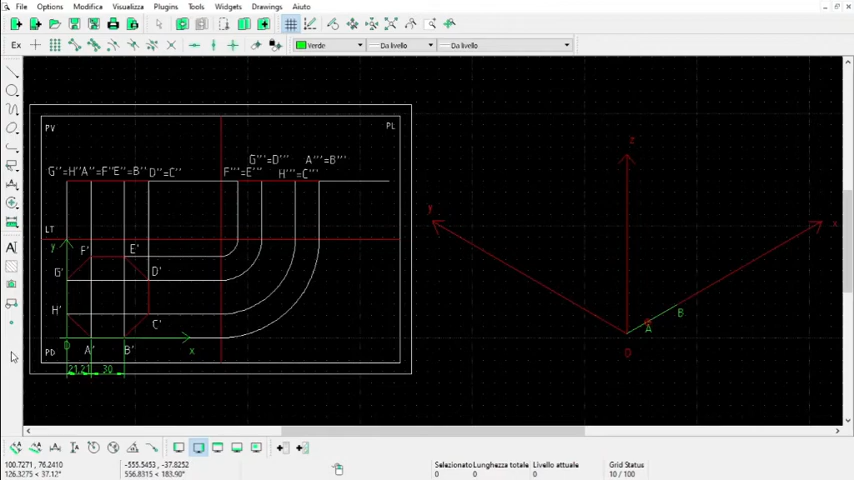 File Options Modifica Visualizza Plugins Tools Widgets Drawings Aiuto
Ex Verde Da livello Da livello
PV PL
G''=H'' A''=F'' E''=B'' D''=C'' F'''=E''' G'''=D''' A'''=B'''
H'''=C'''
LT
y F' E'
G' D'
H' C'
O A' B' x
PD
21,21 30
z
y x
A B
O
100.7271 , 76.2410
126.3275 < 37.12°
-555.5453 , -37.8252
556.8315 < 183.90°
Selezionato Lunghezza totale
0 0
Livello attuale
0
Grid Status
10 / 100